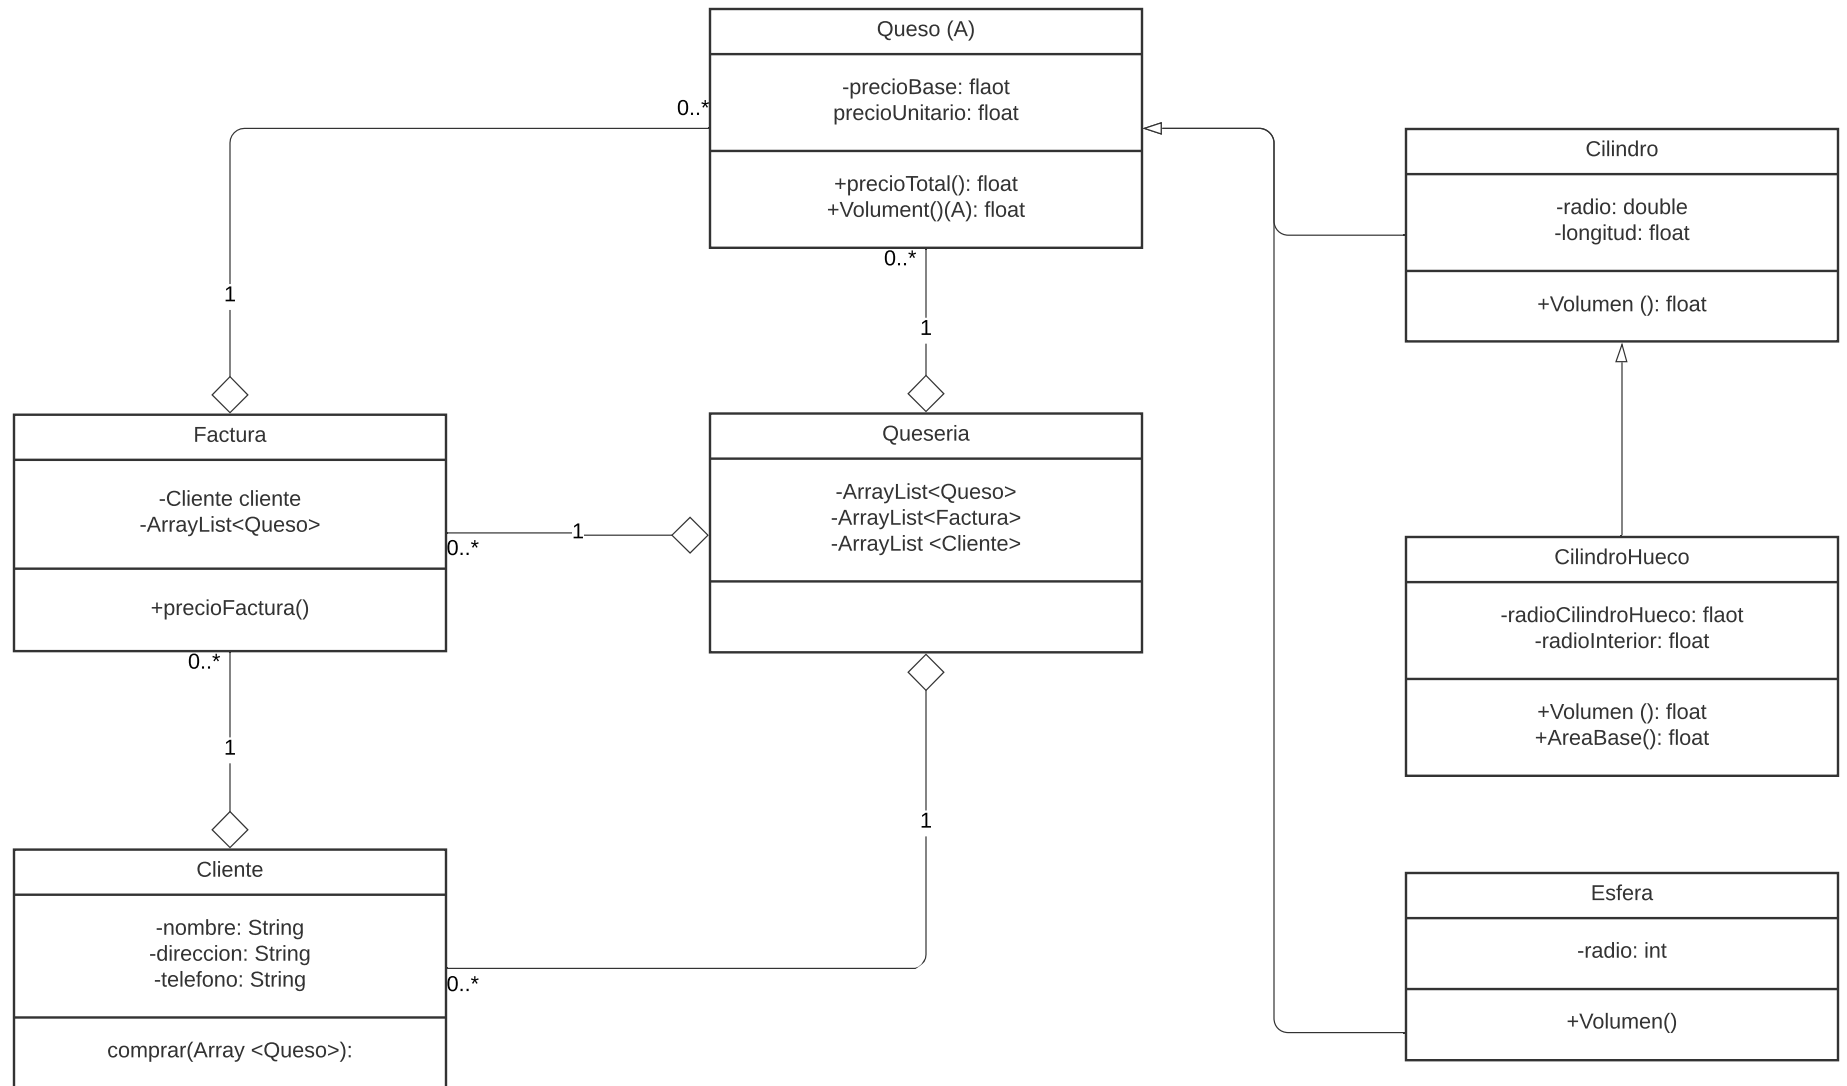 Queso (A)
-precioBase: flaot
precioUnitario: float
+precioTotal(): float
+Volument()(A): float
0..*
0..*
1
1
Cilindro
-radio: double
-longitud: float
+Volumen (): float
Factura
-Cliente cliente
-ArrayList<Queso>
+precioFactura()
0..*
1
Queseria
-ArrayList<Queso>
-ArrayList<Factura>
-ArrayList <Cliente>
CilindroHueco
-radioCilindroHueco: flaot
-radioInterior: float
+Volumen (): float
+AreaBase(): float
0..*
1
1
Cliente
-nombre: String
-direccion: String
-telefono: String
comprar(Array <Queso>):
0..*
Esfera
-radio: int
+Volumen()